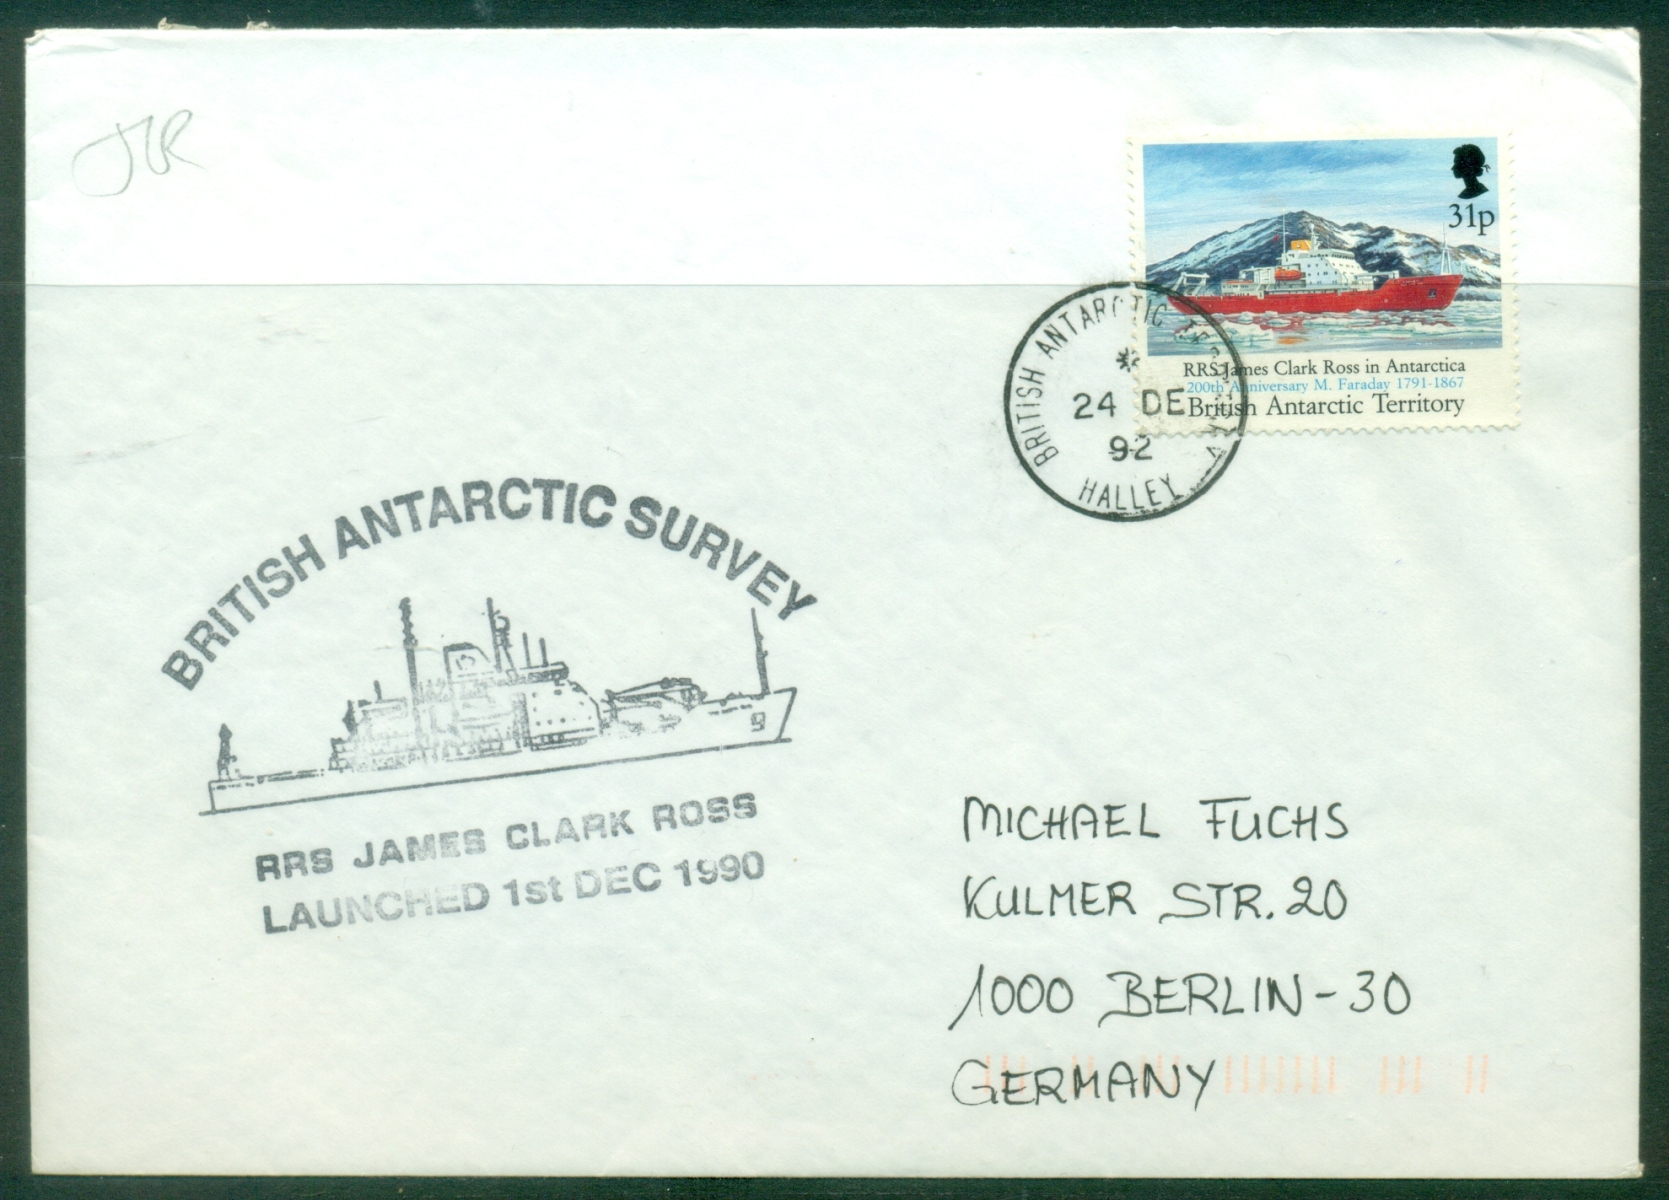 JCR
31p
RRS James Clark Ross in Antarctica
200th Anniversary M. Faraday 1791-1867
British Antarctic Territory
BRITISH ANTARCTIC TERRITORY
24 DE
92
HALLEY
BRITISH ANTARCTIC SURVEY
RRS JAMES CLARK ROSS
LAUNCHED 1st DEC 1990
MICHAEL FUCHS
KULMER STR. 20
1000 BERLIN-30
GERMANY